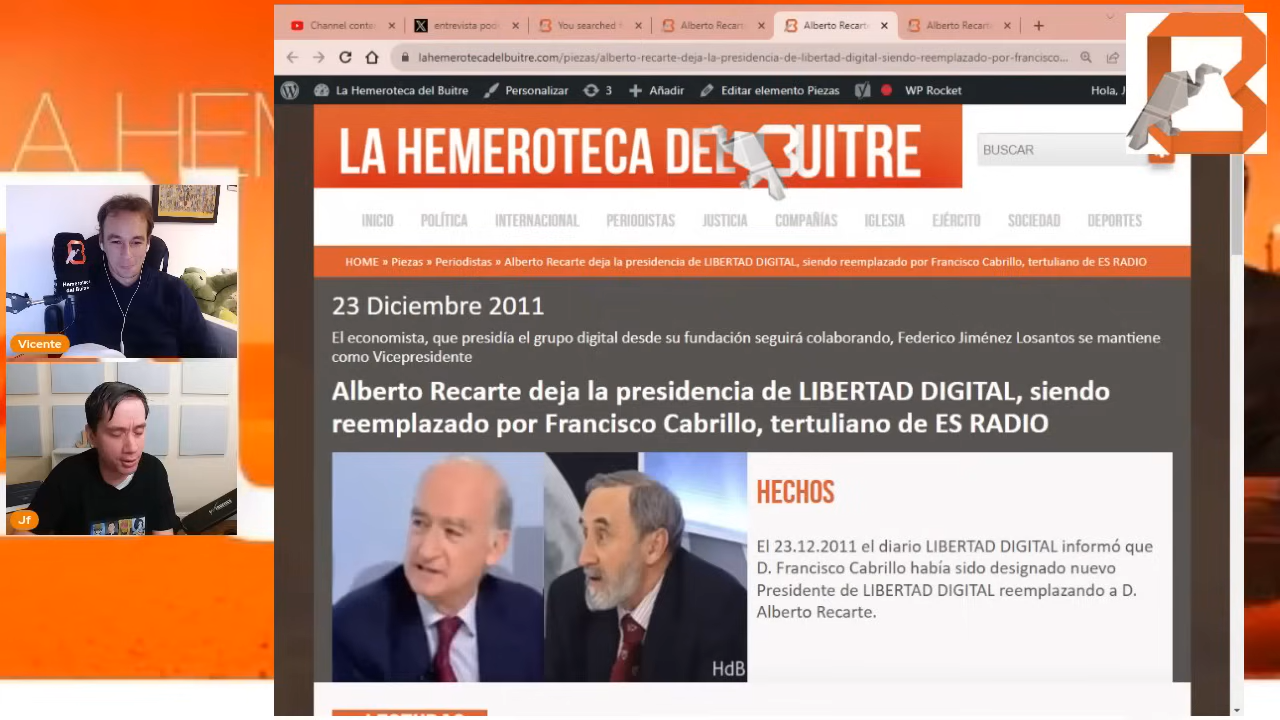 Channel conte
entrevista pod
You searched f
Alberto Recart
Alberto Recart
Alberto Recart
lahemerotecadelbuitre.com/piezas/alberto-recarte-deja-la-presidencia-de-libertad-digital-siendo-reemplazado-por-francisco...
La Hemeroteca del Buitre
Personalizar
3
Añadir
Editar elemento Piezas
WP Rocket
Hola, J
LA HEMEROTECA DEL BUITRE
BUSCAR
INICIO POLÍTICA INTERNACIONAL PERIODISTAS JUSTICIA COMPAÑÍAS IGLESIA EJÉRCITO SOCIEDAD DEPORTES
HOME » Piezas » Periodistas » Alberto Recarte deja la presidencia de LIBERTAD DIGITAL, siendo reemplazado por Francisco Cabrillo, tertuliano de ES RADIO
23 Diciembre 2011
El economista, que presidía el grupo digital desde su fundación seguirá colaborando, Federico Jiménez Losantos se mantiene
como Vicepresidente
Alberto Recarte deja la presidencia de LIBERTAD DIGITAL, siendo
reemplazado por Francisco Cabrillo, tertuliano de ES RADIO
HECHOS
El 23.12.2011 el diario LIBERTAD DIGITAL informó que
D. Francisco Cabrillo había sido designado nuevo
Presidente de LIBERTAD DIGITAL reemplazando a D.
Alberto Recarte.
HdB
LECTURAS
A HEM
Hemeroteca
del Buitre
Vicente
Jf